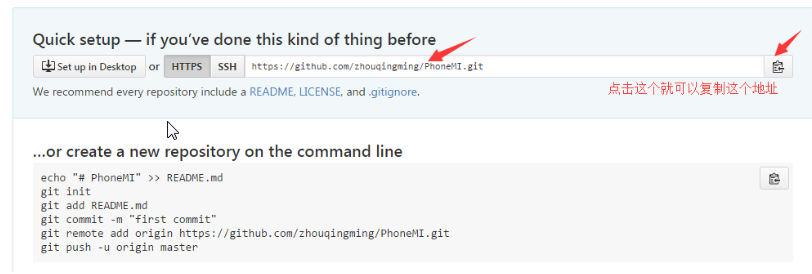 Quick setup — if you've done this kind of thing before
Set up in Desktop or HTTPS SSH https://github.com/zhouqingming/PhoneMI.git
We recommend every repository include a README, LICENSE, and .gitignore.
点击这个就可以复制这个地址
...or create a new repository on the command line
echo "# PhoneMI" >> README.md
git init
git add README.md
git commit -m "first commit"
git remote add origin https://github.com/zhouqingming/PhoneMI.git
git push -u origin master